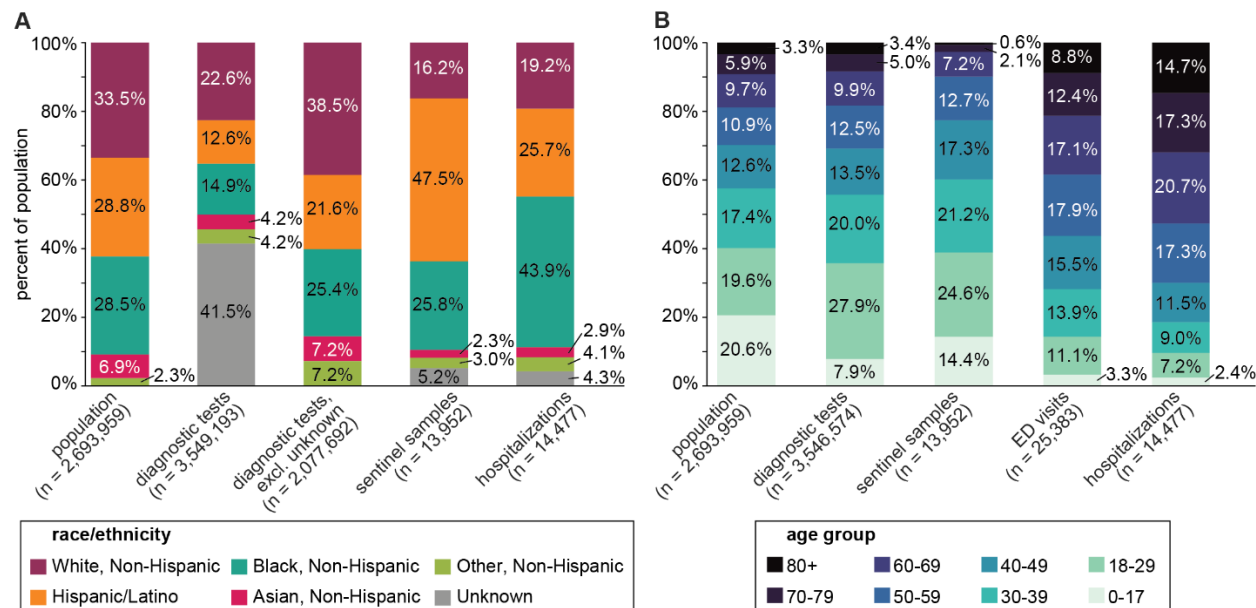 A
percent of population
100%
80%
60%
40%
20%
0%
33.5%
28.8%
28.5%
6.9%
2.3%
22.6%
12.6%
14.9%
4.2%
4.2%
41.5%
38.5%
21.6%
25.4%
7.2%
7.2%
16.2%
47.5%
25.8%
2.3%
3.0%
5.2%
19.2%
25.7%
43.9%
2.9%
4.1%
4.3%
population
(n = 2,693,959)
diagnostic tests
(n = 3,549,193)
diagnostic tests,
excl. unknown
(n = 2,077,692)
sentinel samples
(n = 13,952)
hospitalizations
(n = 14,477)
race/ethnicity
White, Non-Hispanic
Black, Non-Hispanic
Other, Non-Hispanic
Hispanic/Latino
Asian, Non-Hispanic
Unknown
B
100%
80%
60%
40%
20%
0%
3.3%
5.9%
9.7%
10.9%
12.6%
17.4%
19.6%
20.6%
3.4%
5.0%
9.9%
12.5%
13.5%
20.0%
27.9%
7.9%
0.6%
2.1%
7.2%
12.7%
17.3%
21.2%
24.6%
14.4%
8.8%
12.4%
17.1%
17.9%
15.5%
13.9%
11.1%
3.3%
14.7%
17.3%
20.7%
17.3%
11.5%
9.0%
7.2%
2.4%
population
(n = 2,693,959)
diagnostic tests
(n = 3,546,574)
sentinel samples
(n = 13,952)
ED visits
(n = 25,383)
hospitalizations
(n = 14,477)
age group
80+
60-69
40-49
18-29
70-79
50-59
30-39
0-17